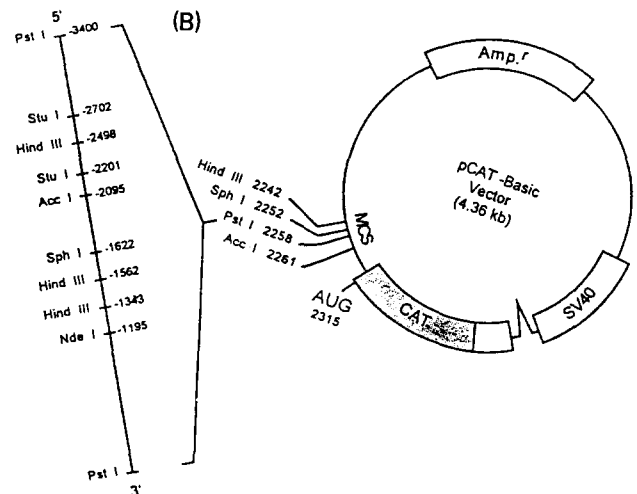 (B)
5'
Pst I -3400
Stu I -2702
Hind III -2498
Stu I -2201
Acc I -2095
Sph I -1622
Hind III -1562
Hind III -1343
Nde I -1195
Pst I
3'
Hind III 2242
Sph I 2252
Pst I 2258
Acc I 2261
MCS
AUG
2315
CAT
SV40
Amp.r
pCAT-Basic
Vector
(4.36 kb)